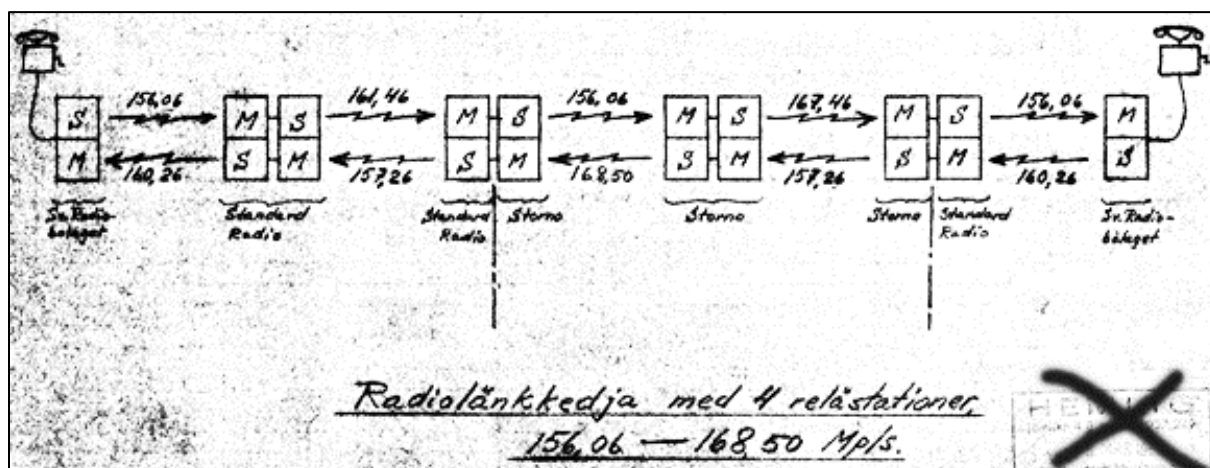 156,06 161,46 156,06 167,46 156,06
S M S M S M S M S M
M S M S M S M S M S
160,26 157,26 168,50 157,26 160,26
Sv. Radio- Standard Standard Storno Storno Storno Standard Sv. Radio-
bolaget Radio Radio Radio bolaget
Radiolänkkedja med 4 relästationer,
156,06 — 168,50 Mp/s.
HEMLIG